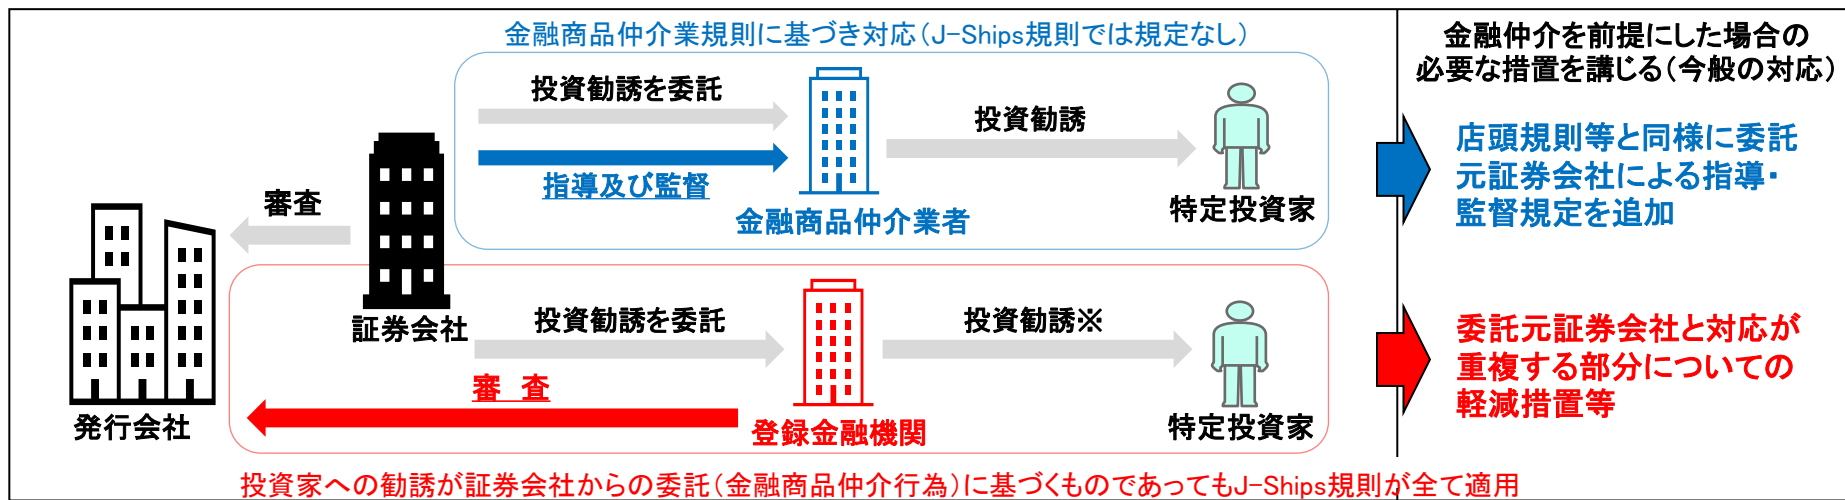 金融商品仲介業規則に基づき対応（J-Ships規則では規定なし）
投資勧誘を委託
投資勧誘
指導及び監督
金融商品仲介業者
特定投資家
審査
証券会社
発行会社
投資勧誘を委託
投資勧誘※
審　査
登録金融機関
特定投資家
投資家への勧誘が証券会社からの委託（金融商品仲介行為）に基づくものであってもJ-Ships規則が全て適用
金融仲介を前提にした場合の
必要な措置を講じる（今般の対応）
店頭規則等と同様に委託
元証券会社による指導・
監督規定を追加
委託元証券会社と対応が
重複する部分についての
軽減措置等